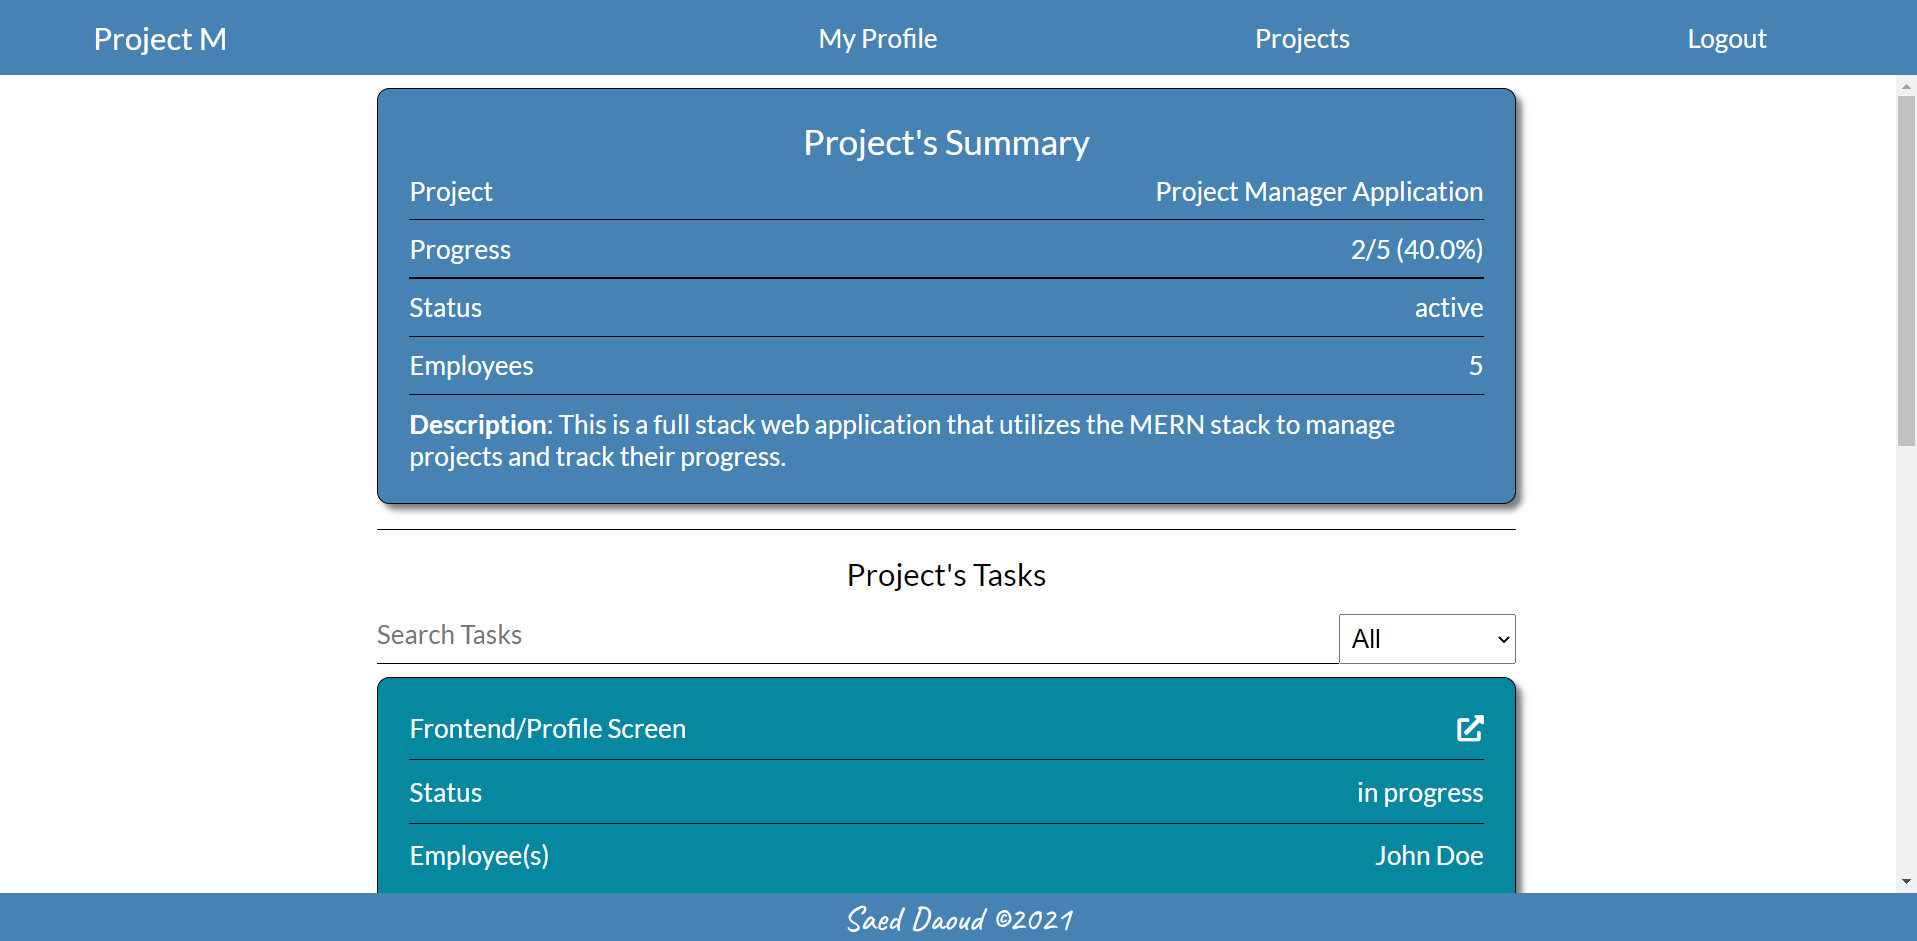 Project M My Profile Projects Logout
Project's Summary
Project Project Manager Application
Progress 2/5 (40.0%)
Status active
Employees 5
Description: This is a full stack web application that utilizes the MERN stack to manage
projects and track their progress.
Project's Tasks
Search Tasks All
Frontend/Profile Screen
Status in progress
Employee(s) John Doe
Saed Daoud ©2021